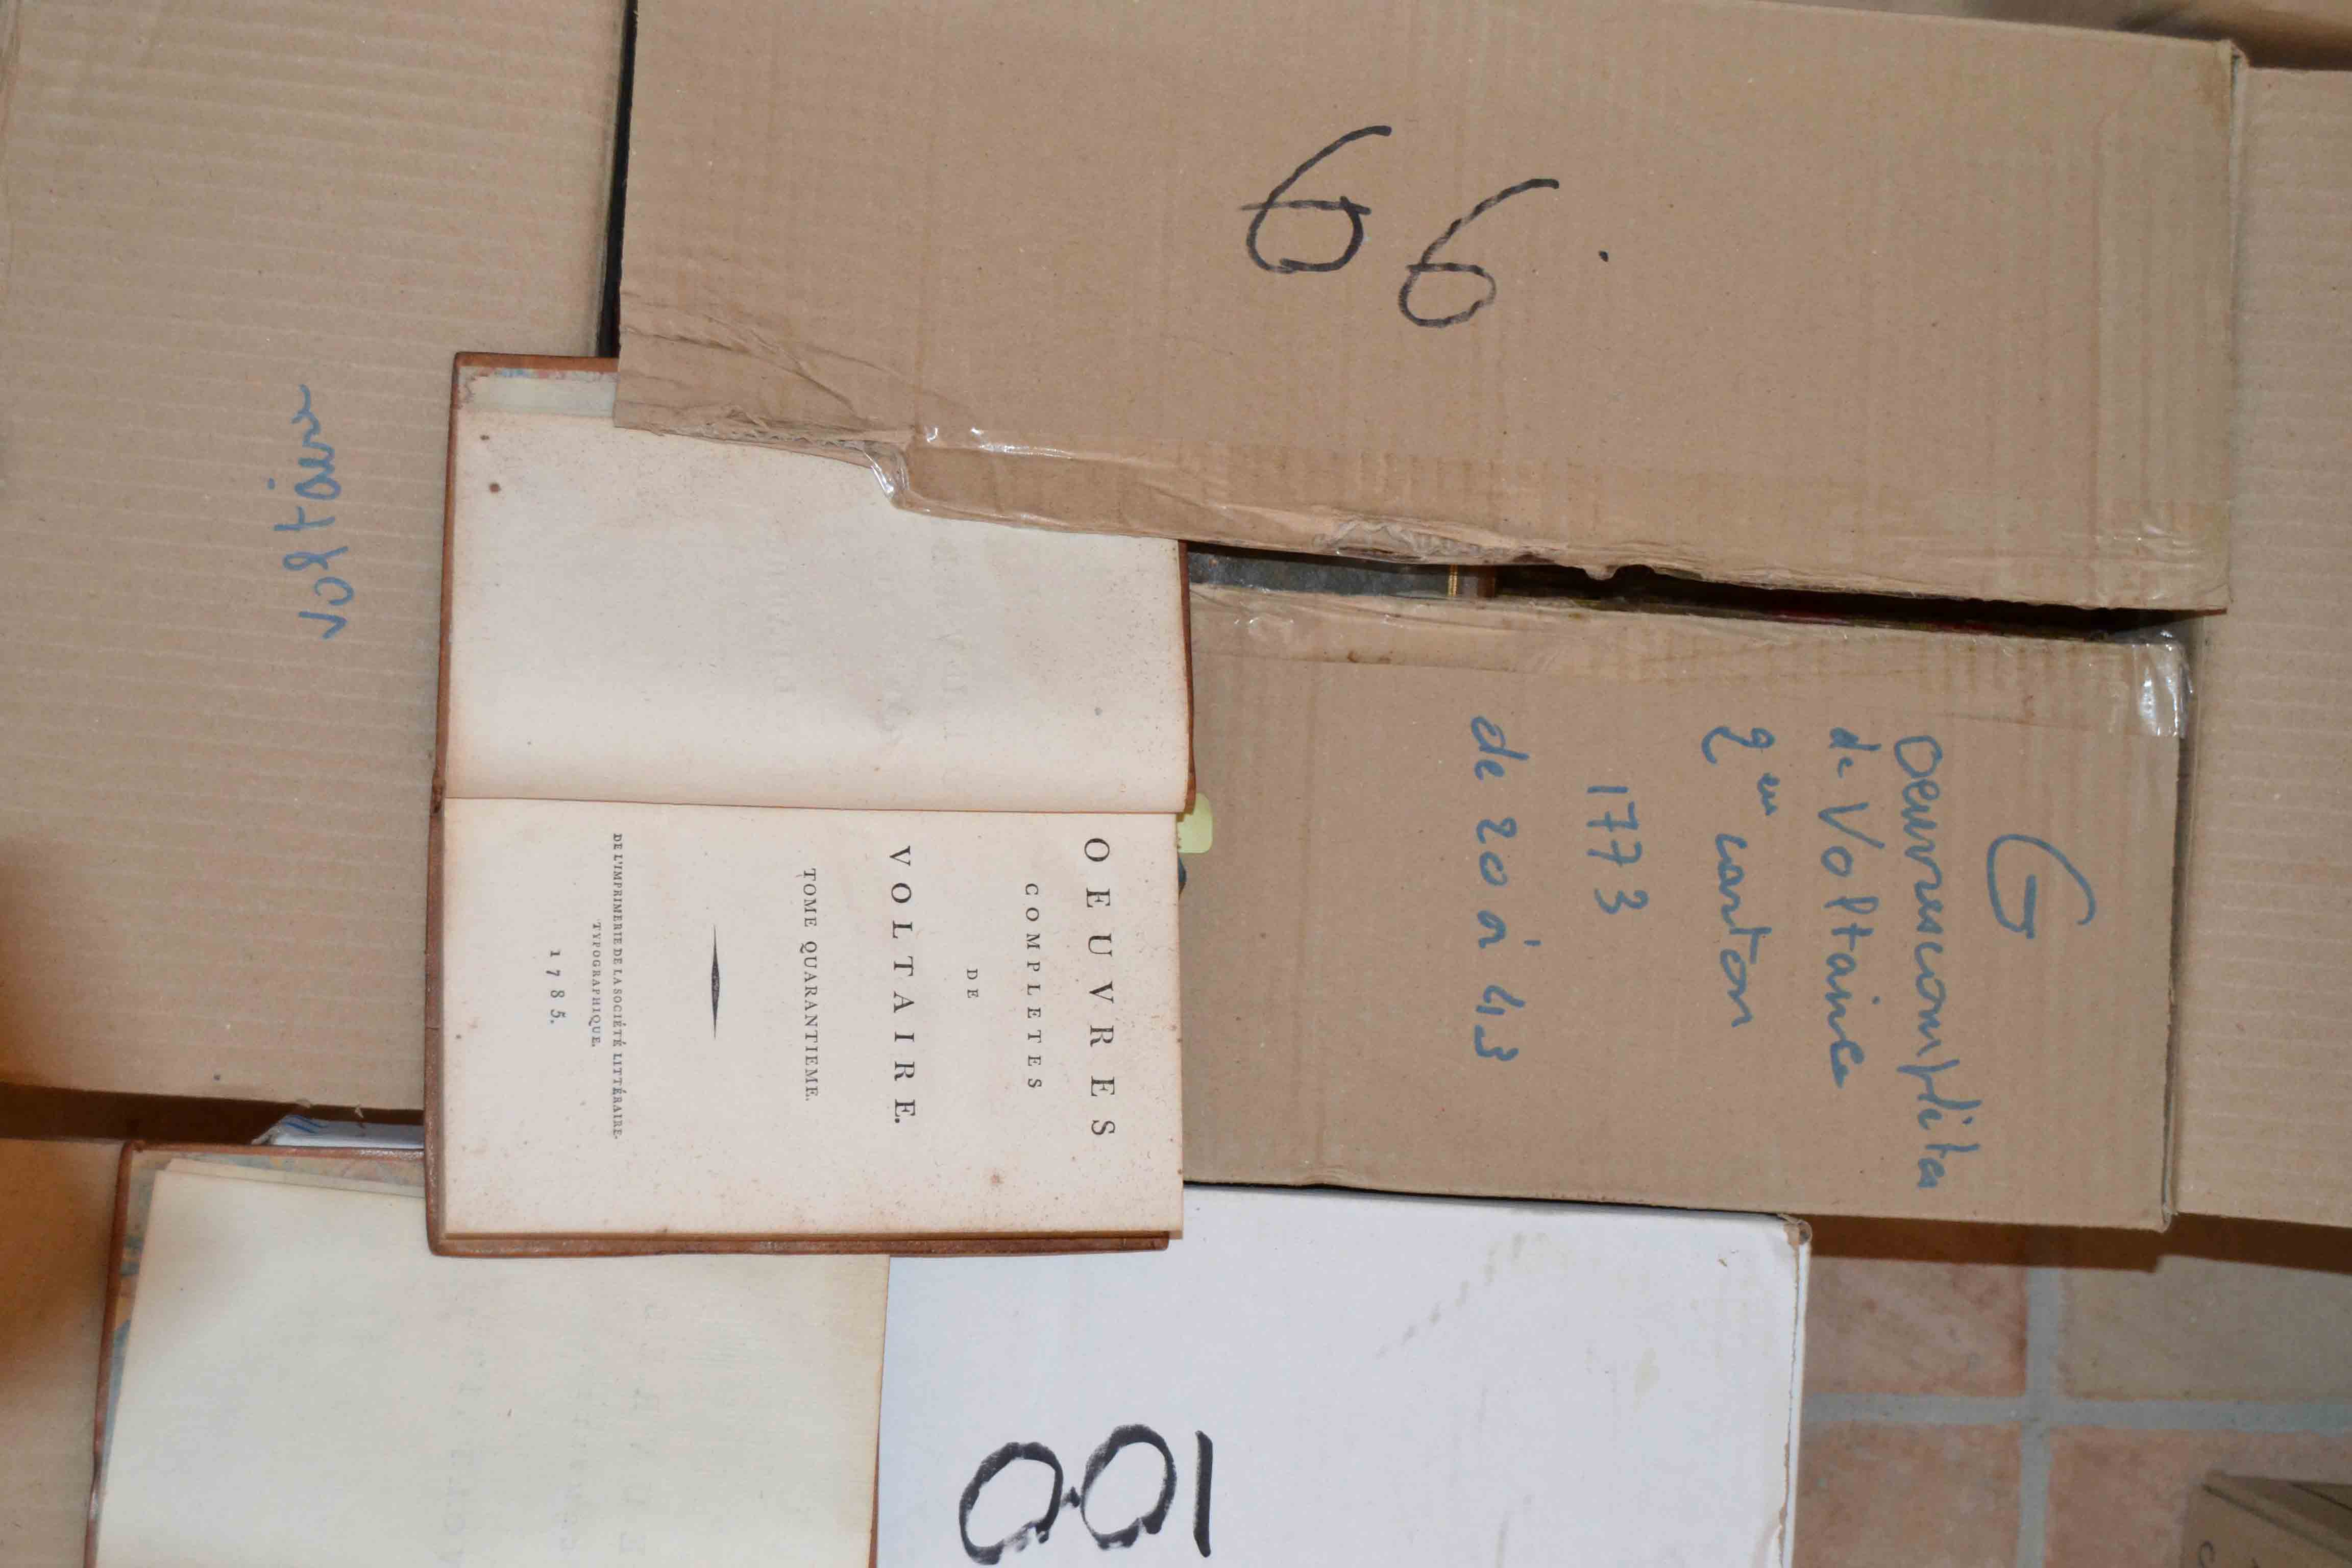 66.
voltaire
G
Oeuvres complètes
de Voltaire
2em carton
1773
de 20 à 43
OEUVRES
COMPLETES
DE
VOLTAIRE.
TOME QUARANTIEME.
DE L'IMPRIMERIE DE LA SOCIÉTÉ LITTÉRAIRE-
TYPOGRAPHIQUE.
1785.
100